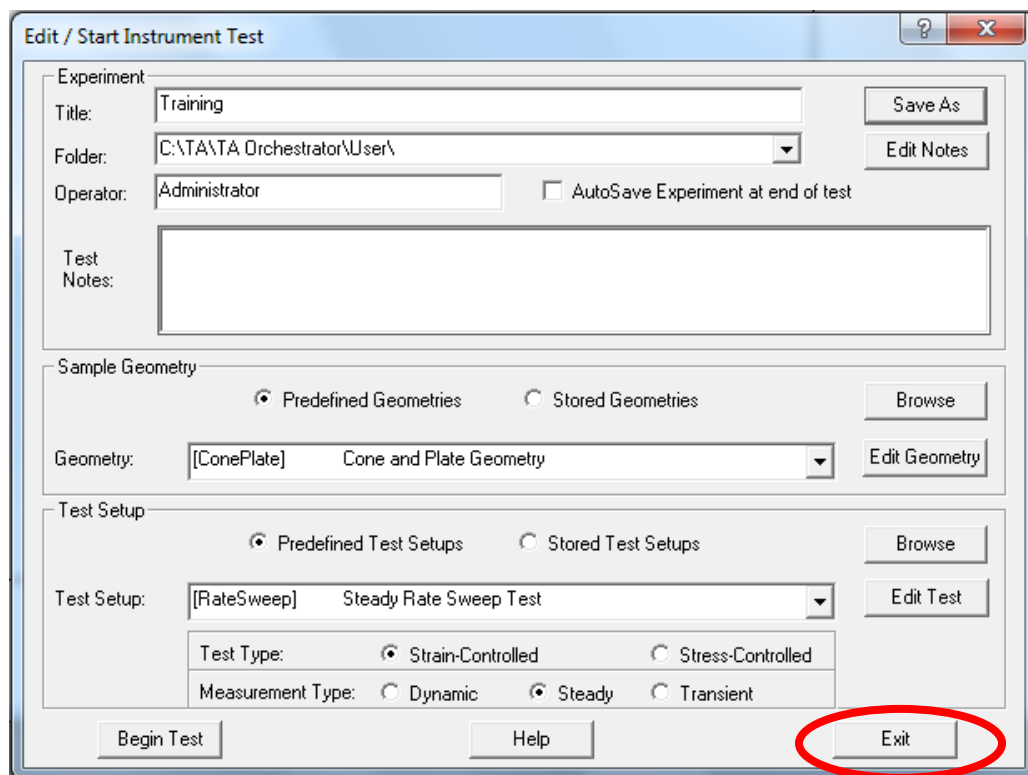 Edit / Start Instrument Test
Experiment
Title: Training Save As
Folder: C:\TA\TA Orchestrator\User\ Edit Notes
Operator: Administrator AutoSave Experiment at end of test
Test
Notes:
Sample Geometry
Predefined Geometries Stored Geometries Browse
Geometry: [ConePlate] Cone and Plate Geometry Edit Geometry
Test Setup
Predefined Test Setups Stored Test Setups Browse
Test Setup: [RateSweep] Steady Rate Sweep Test Edit Test
Test Type: Strain-Controlled Stress-Controlled
Measurement Type: Dynamic Steady Transient
Begin Test Help Exit